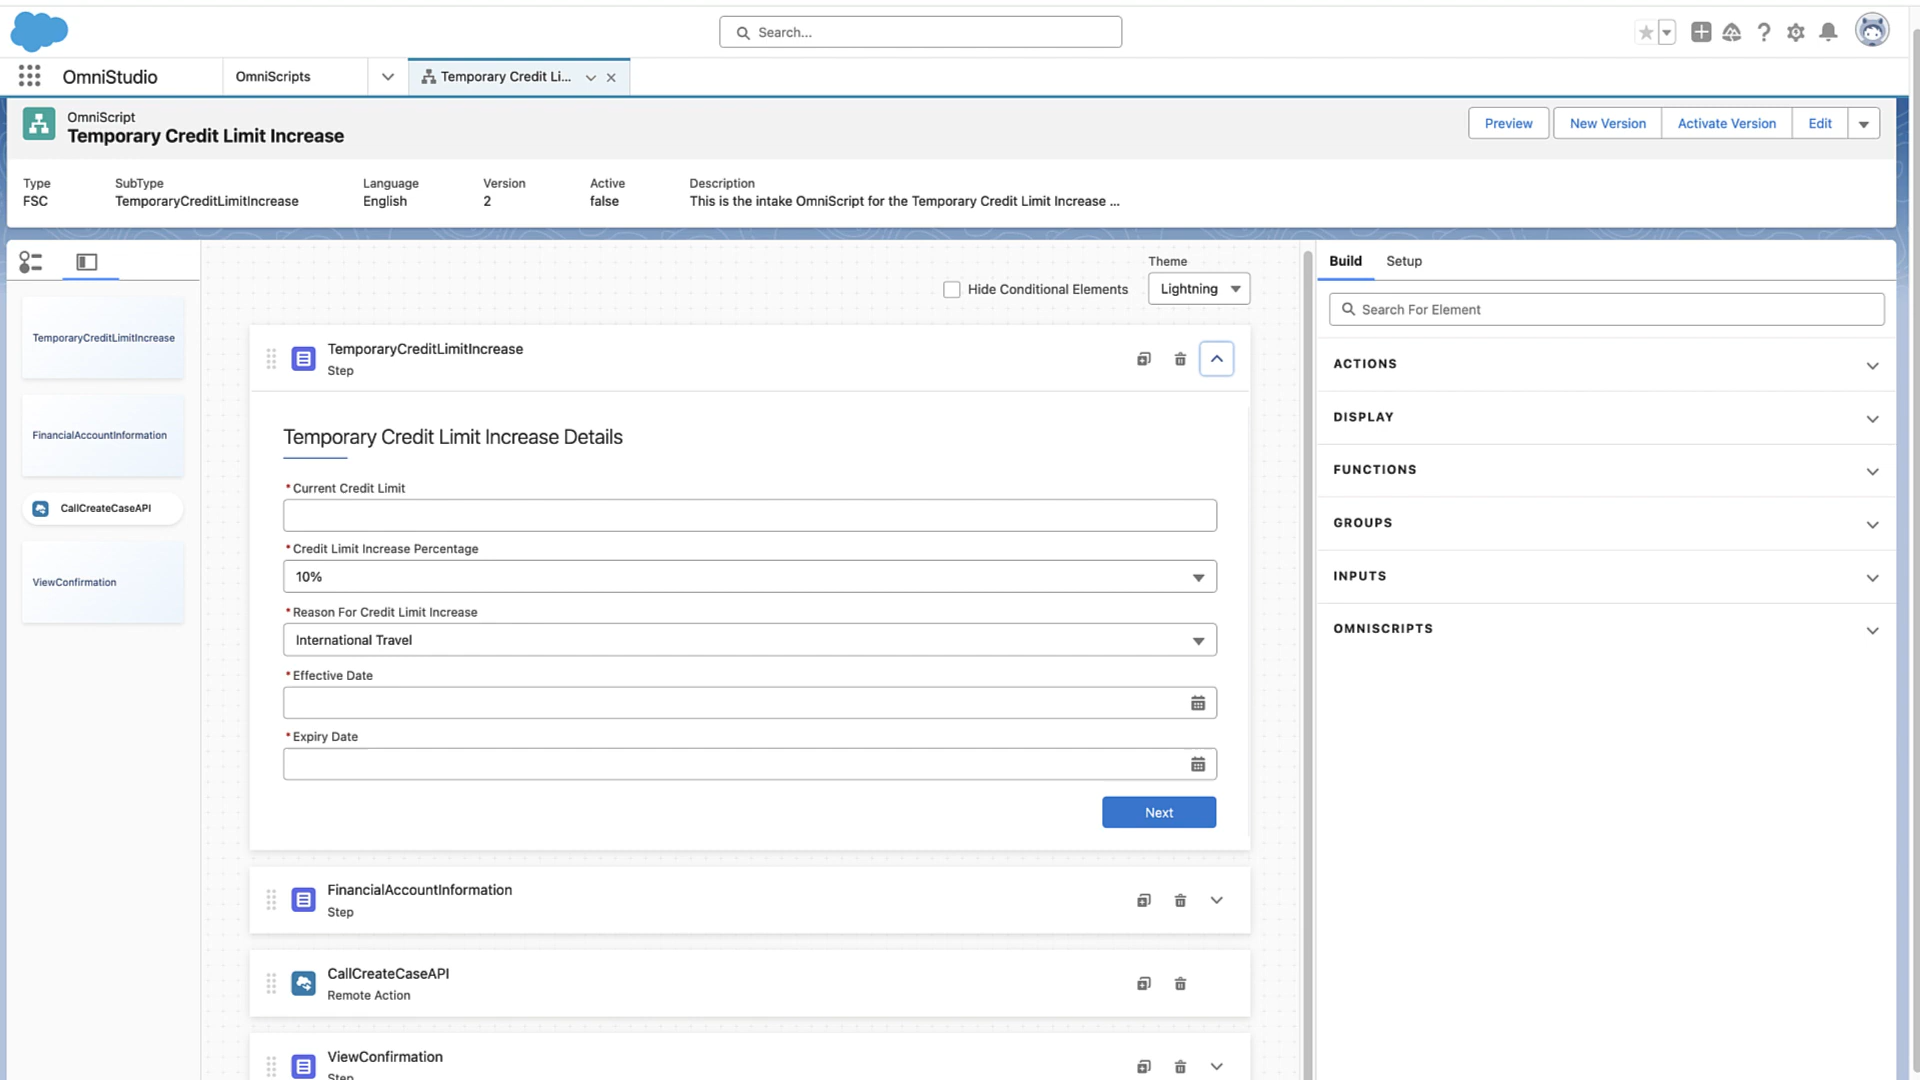 Search...
OmniStudio
OmniScripts
Temporary Credit Li...
OmniScript
Temporary Credit Limit Increase
Preview
New Version
Activate Version
Edit
Type
SubType
Language
Version
Active
Description
FSC
TemporaryCreditLimitIncrease
English
2
false
This is the intake OmniScript for the Temporary Credit Limit Increase ...
TemporaryCreditLimitIncrease
FinancialAccountInformation
CallCreateCaseAPI
ViewConfirmation
Theme
Hide Conditional Elements
Lightning
TemporaryCreditLimitIncrease
Step
Temporary Credit Limit Increase Details
*Current Credit Limit
*Credit Limit Increase Percentage
10%
*Reason For Credit Limit Increase
International Travel
*Effective Date
*Expiry Date
Next
FinancialAccountInformation
Step
CallCreateCaseAPI
Remote Action
ViewConfirmation
Step
Build
Setup
Search For Element
ACTIONS
DISPLAY
FUNCTIONS
GROUPS
INPUTS
OMNISCRIPTS